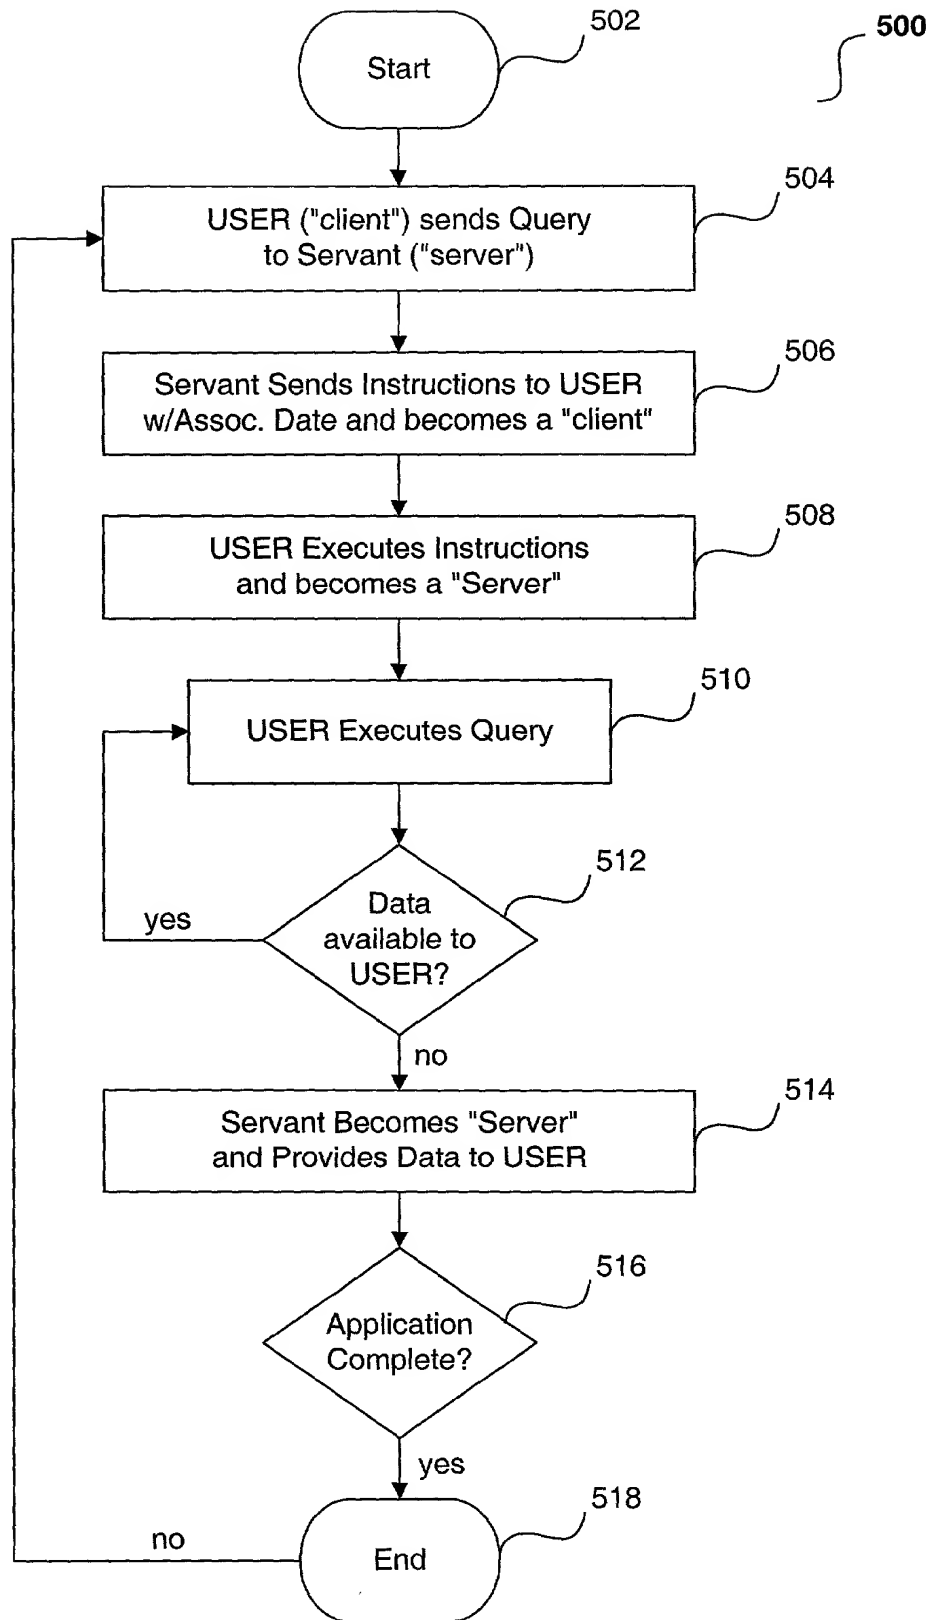 500
502
Start
504
USER ("client") sends Query
to Servant ("server")
506
Servant Sends Instructions to USER
w/Assoc. Date and becomes a "client"
508
USER Executes Instructions
and becomes a "Server"
510
USER Executes Query
512
Data
available to
USER?
yes
no
514
Servant Becomes "Server"
and Provides Data to USER
516
Application
Complete?
yes
518
no
End